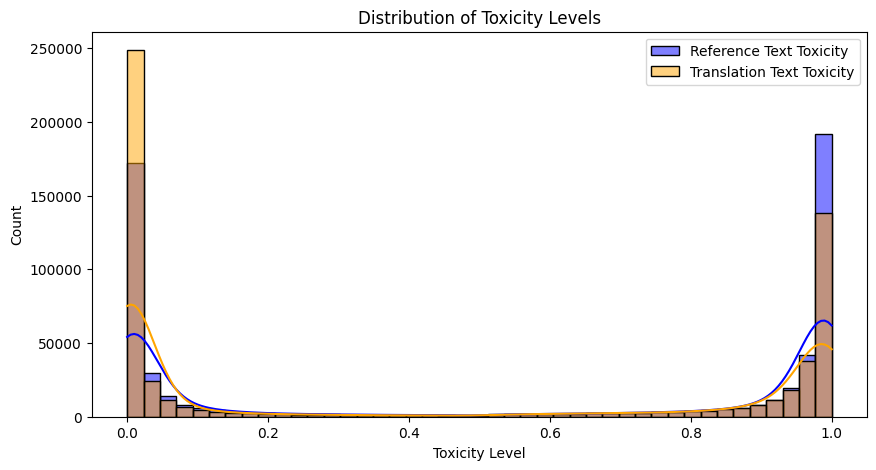 Distribution of Toxicity Levels
Reference Text Toxicity
Translation Text Toxicity
250000
200000
150000
100000
50000
0
Count
0.0 0.2 0.4 0.6 0.8 1.0
Toxicity Level